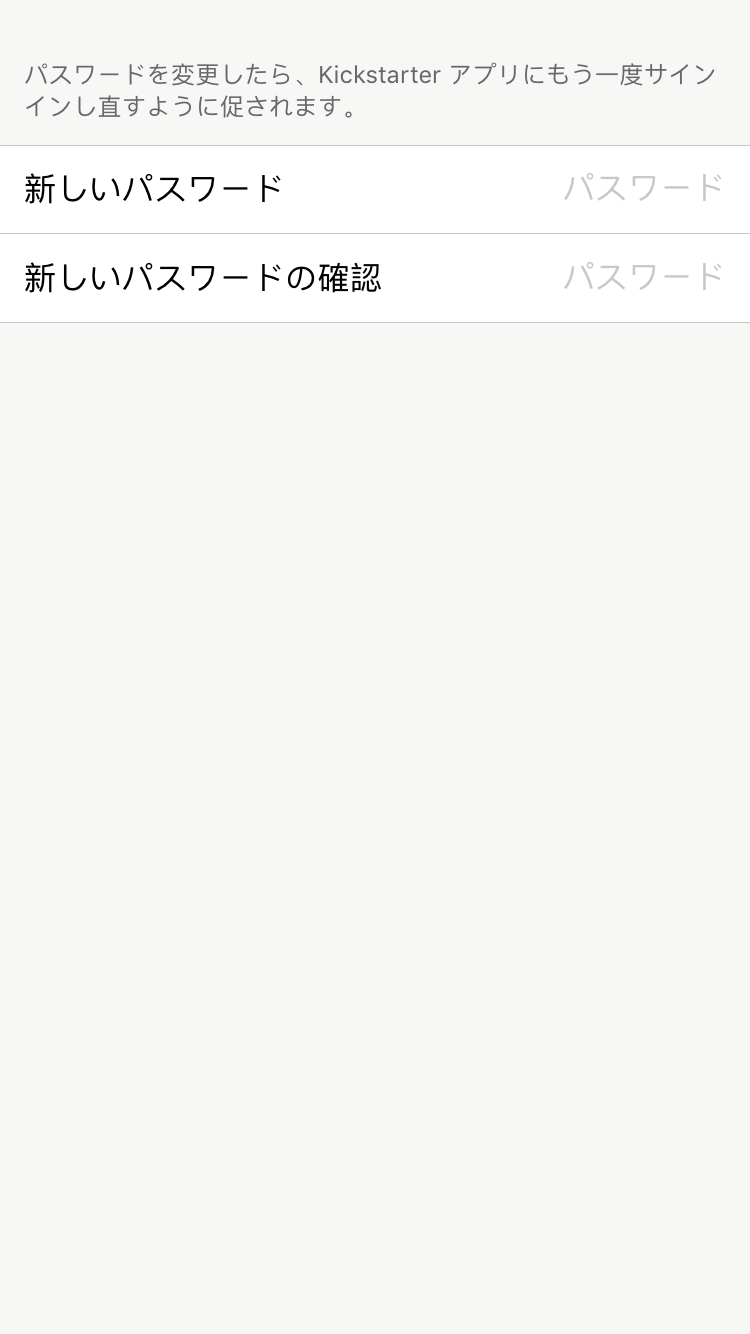 パスワードを変更したら、Kickstarter アプリにもう一度サイン
インし直すように促されます。
新しいパスワード パスワード
新しいパスワードの確認 パスワード